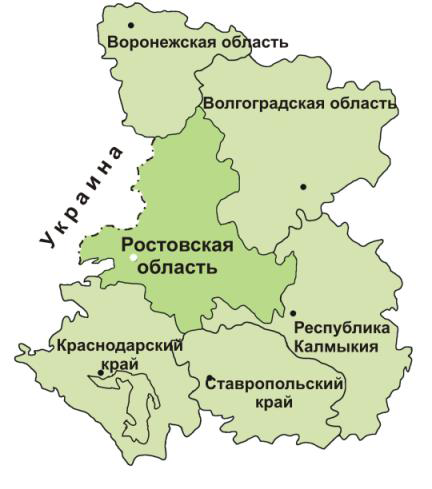 Воронежская область
Волгоградская область
Украина
Ростовская
область
Республика
Калмыкия
Краснодарский
край
Ставропольский
край